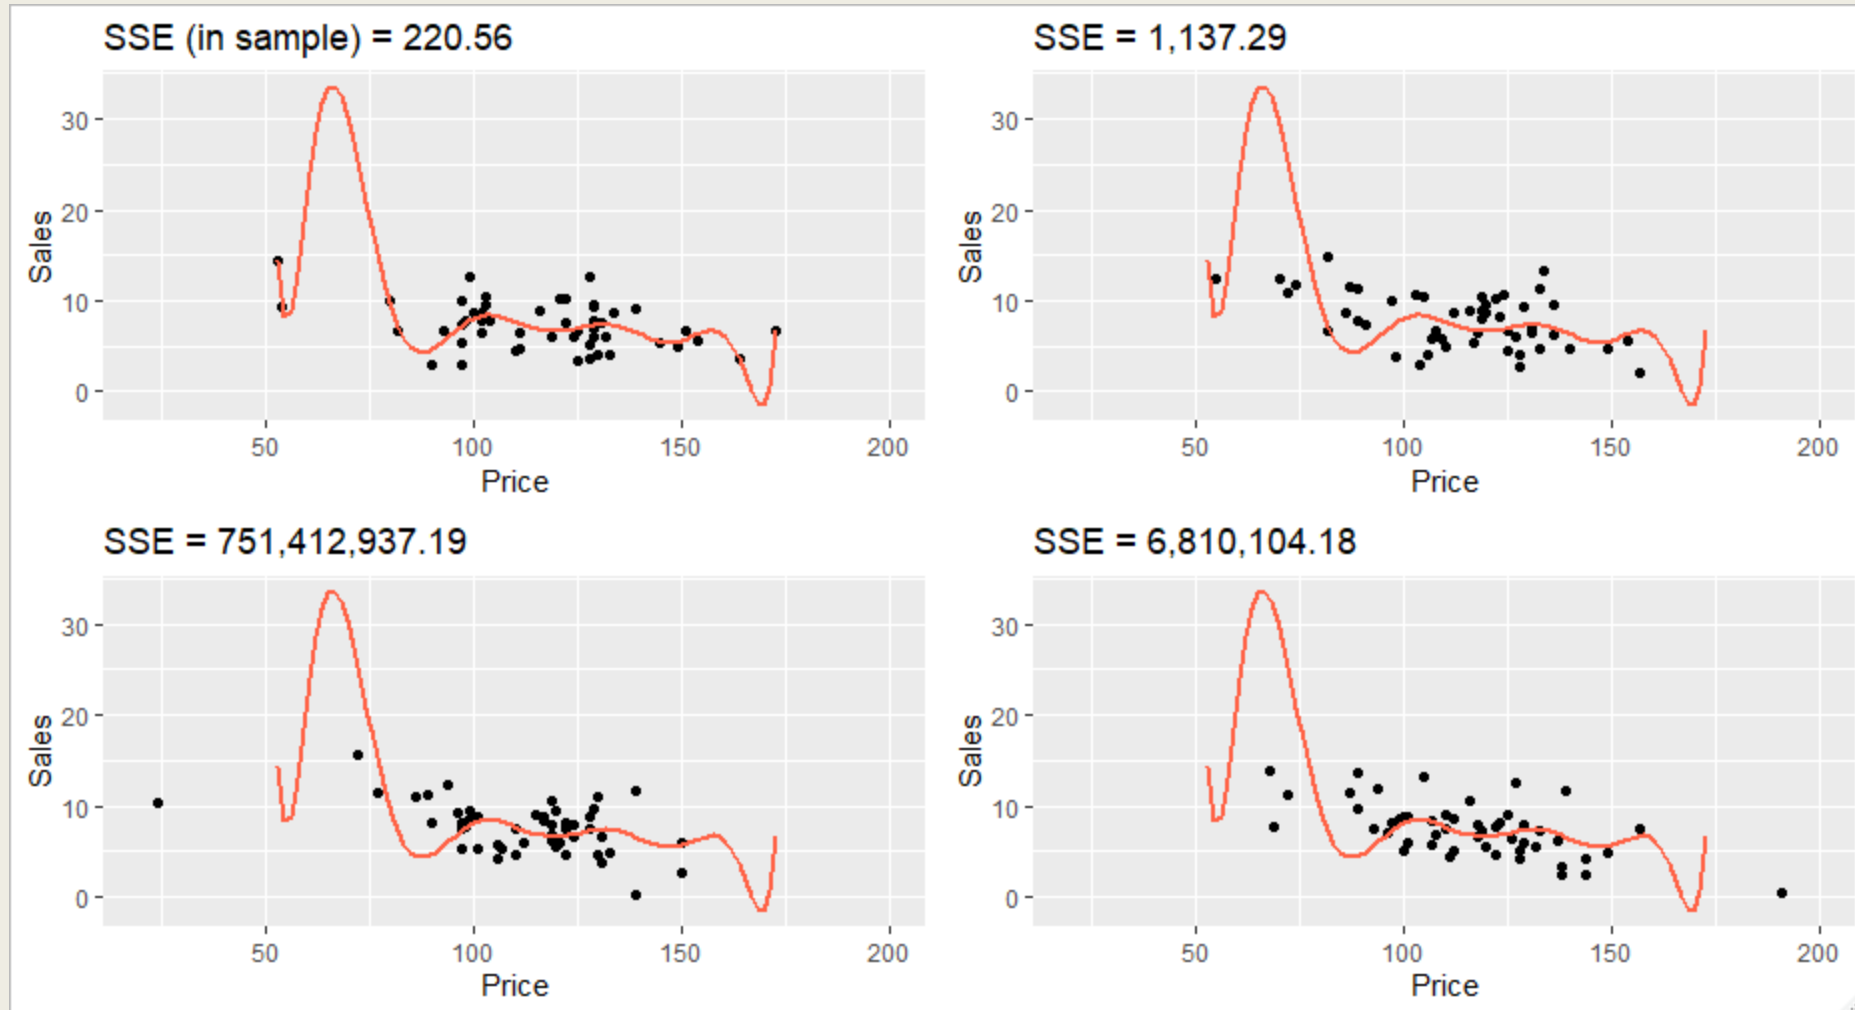 SSE (in sample) = 220.56
Sales
30
20
10
0
50 100 150 200
Price
SSE = 1,137.29
Sales
30
20
10
0
50 100 150 200
Price
SSE = 751,412,937.19
Sales
30
20
10
0
50 100 150 200
Price
SSE = 6,810,104.18
Sales
30
20
10
0
50 100 150 200
Price